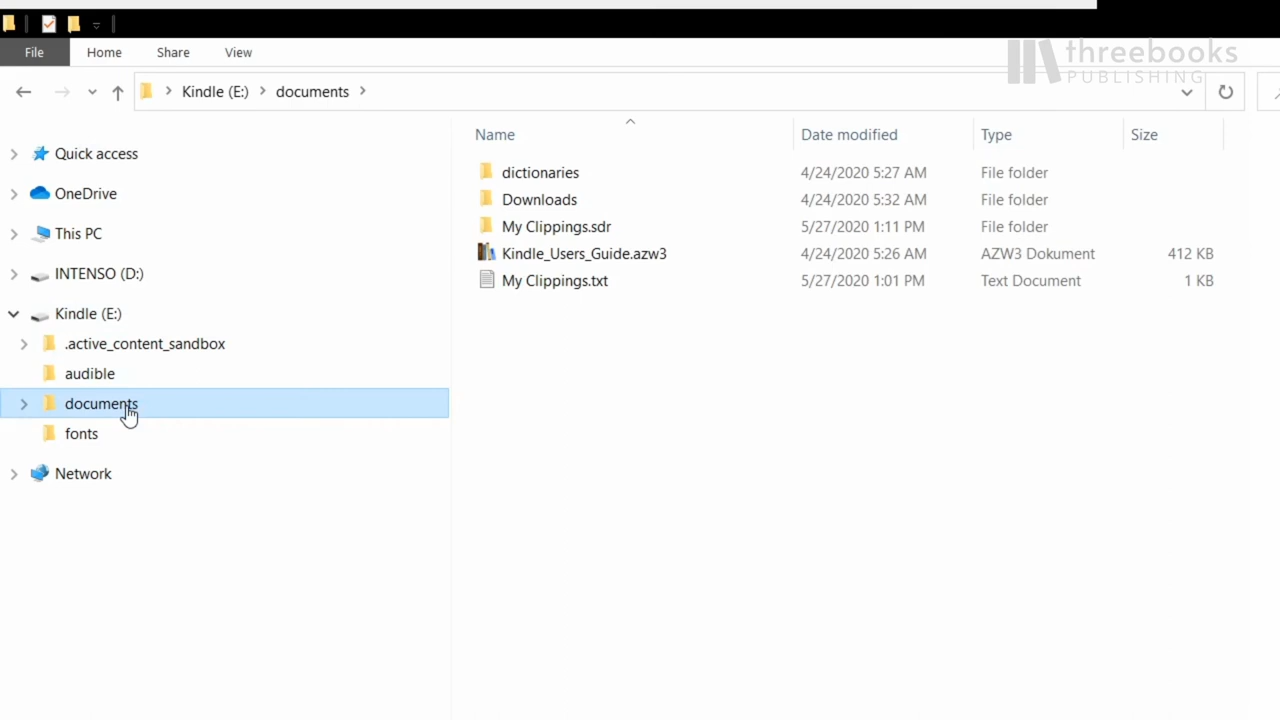 threebooks
PUBLISHING
File Home Share View
Kindle (E:) documents
Name Date modified Type Size
Quick access
OneDrive
This PC
INTENSO (D:)
Kindle (E:)
.active_content_sandbox
audible
documents
fonts
Network
dictionaries 4/24/2020 5:27 AM File folder
Downloads 4/24/2020 5:32 AM File folder
My Clippings.sdr 5/27/2020 1:11 PM File folder
Kindle_Users_Guide.azw3 4/24/2020 5:26 AM AZW3 Dokument 412 KB
My Clippings.txt 5/27/2020 1:01 PM Text Document 1 KB